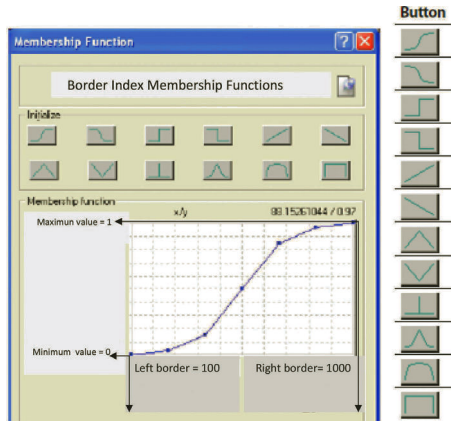 Button
Membership Function
Border Index Membership Functions
Initialize
Membership function
x/y
88.15261044 / 0.97
Maximun value = 1
Minimum value = 0
Left border = 100
Right border= 1000